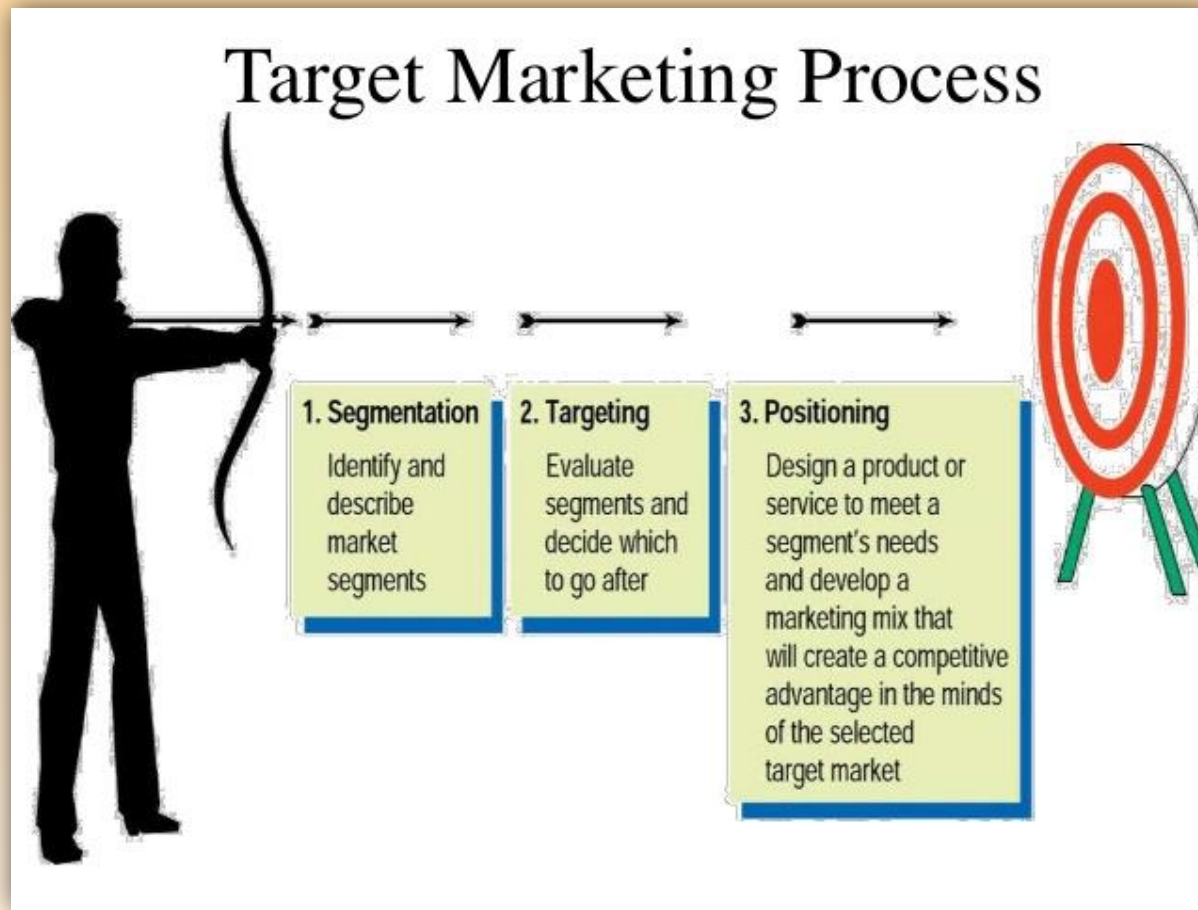 Target Marketing Process
1. Segmentation
Identify and
describe
market
segments
2. Targeting
Evaluate
segments and
decide which
to go after
3. Positioning
Design a product or
service to meet a
segment's needs
and develop a
marketing mix that
will create a competitive
advantage in the minds
of the selected
target market